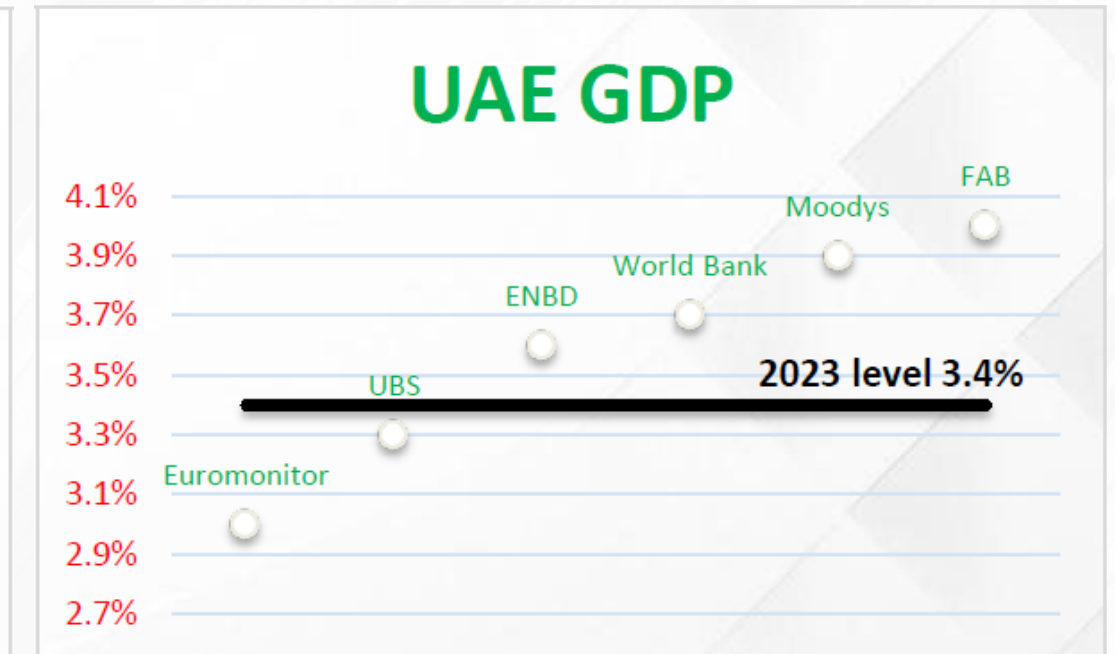 UAE GDP
4.1%
FAB
Moodys
3.9%
World Bank
ENBD
3.7%
3.5%
2023 level 3.4%
UBS
3.3%
Euromonitor
3.1%
2.9%
2.7%